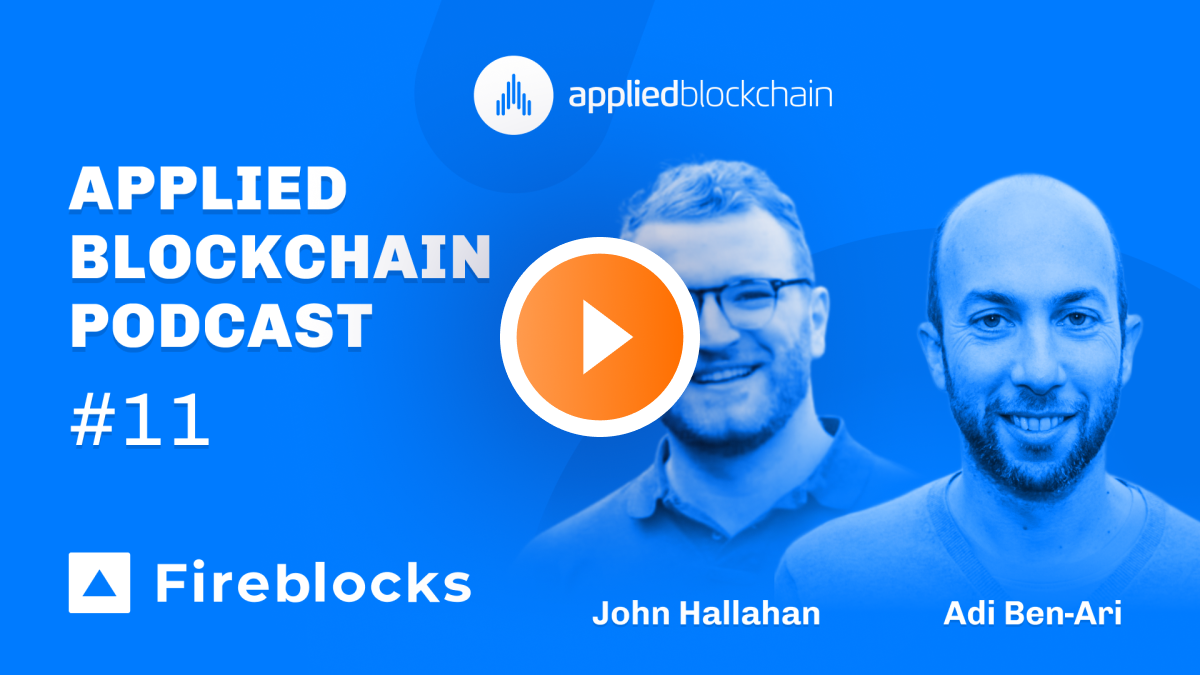 appliedblockchain
APPLIED
BLOCKCHAIN
PODCAST
#11
Fireblocks
John Hallahan
Adi Ben-Ari